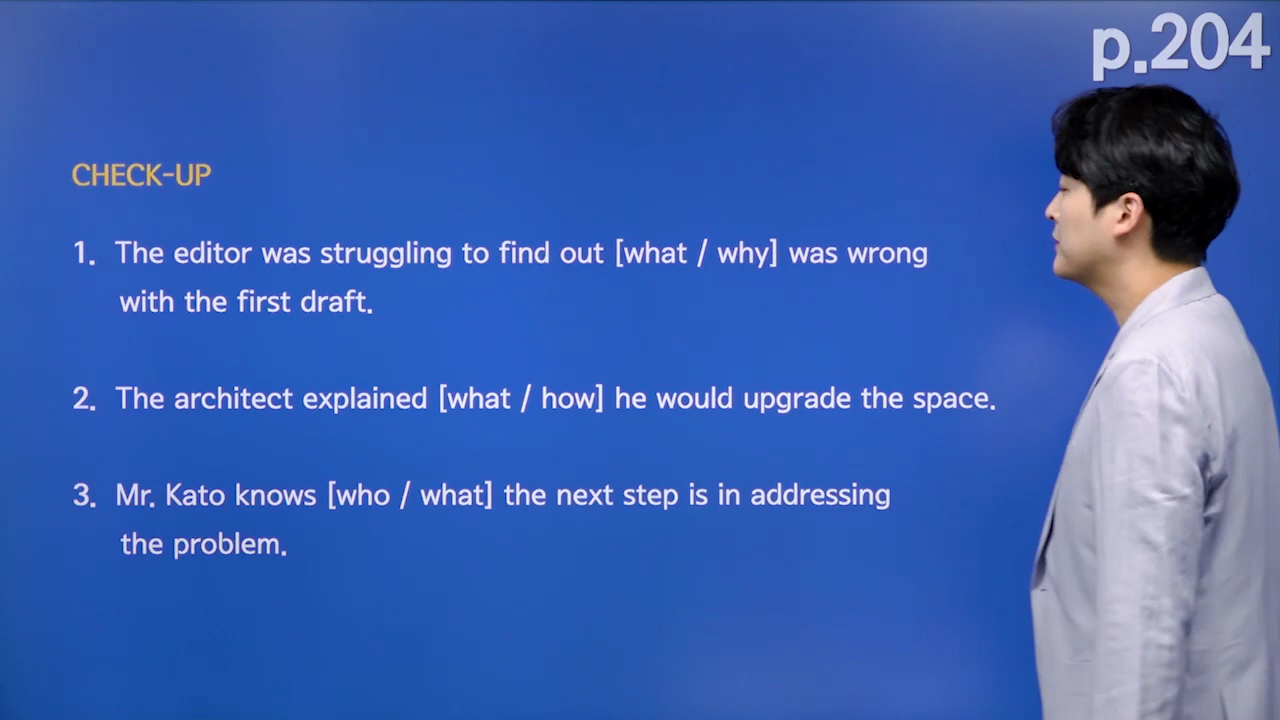 p.204
CHECK-UP
1. The editor was struggling to find out [what / why] was wrong
with the first draft.
2. The architect explained [what / how] he would upgrade the space.
3. Mr. Kato knows [who / what] the next step is in addressing
the problem.